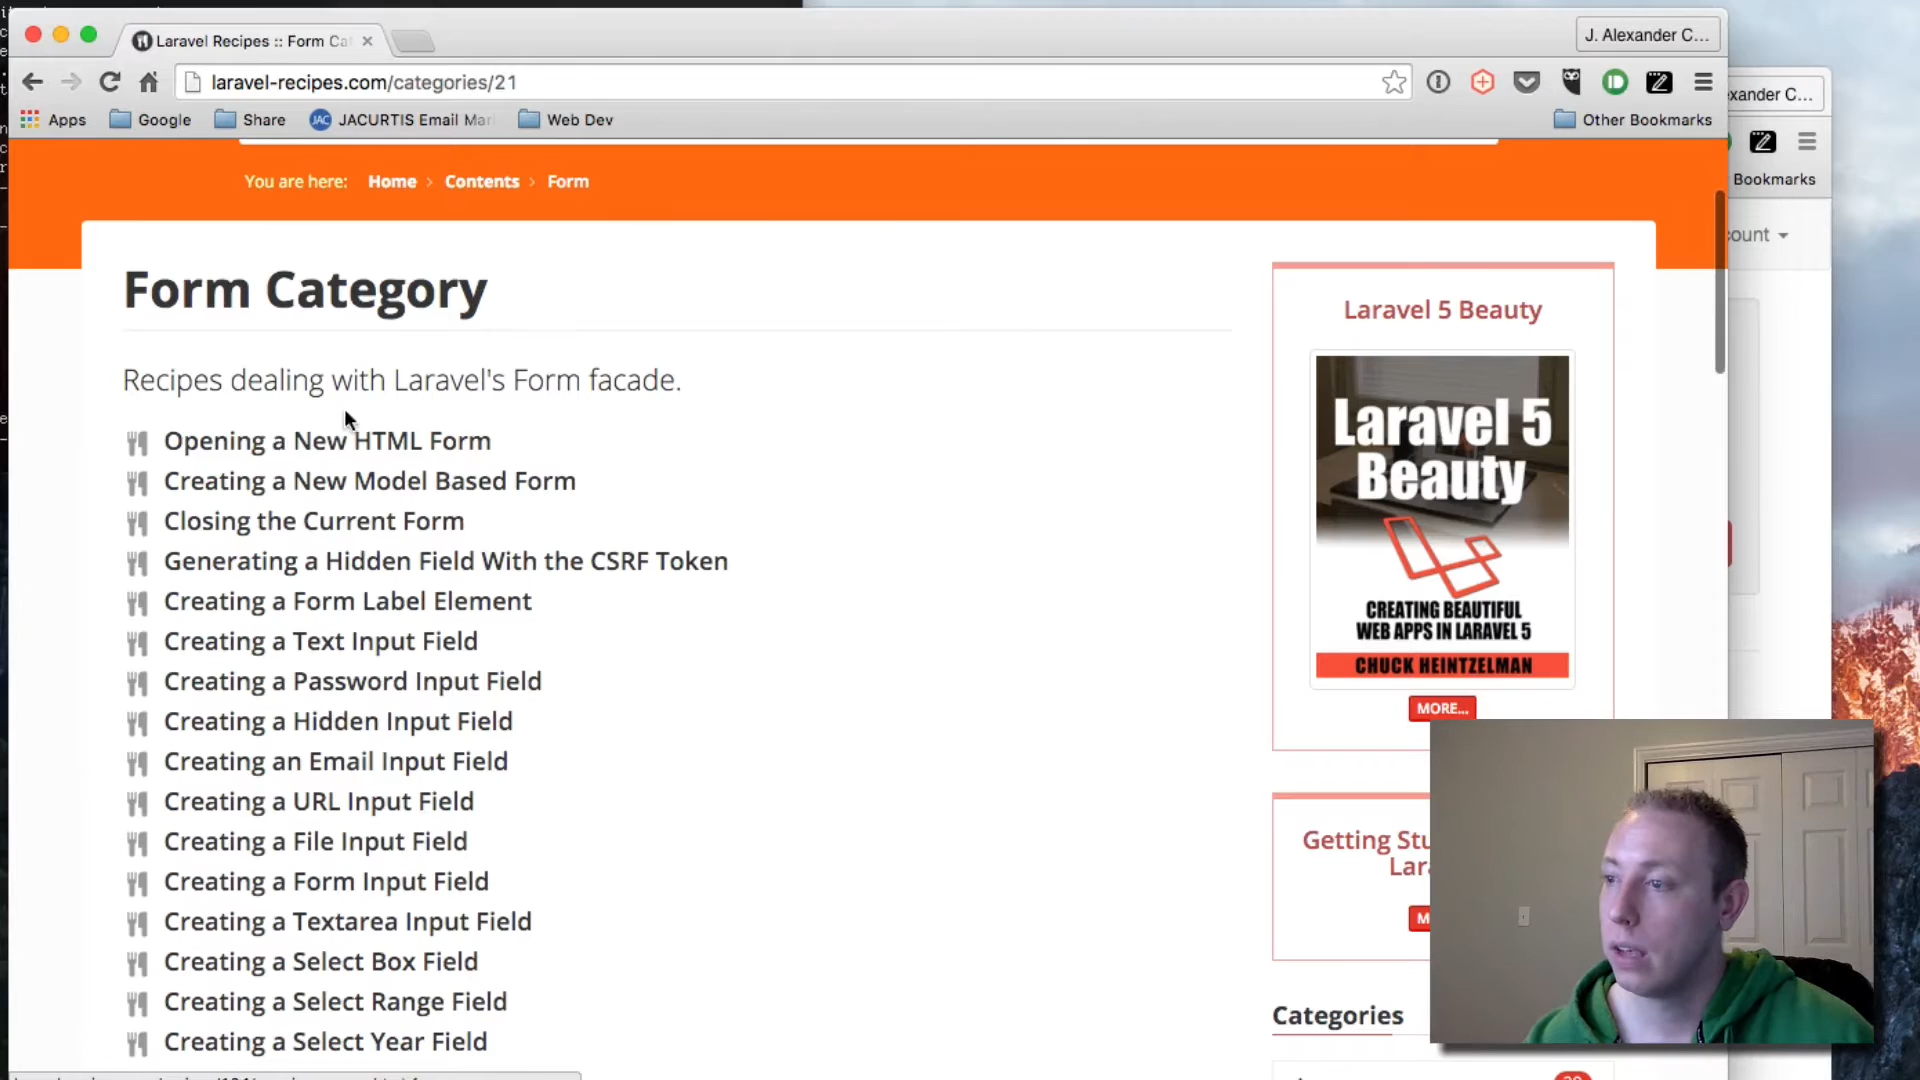 Laravel Recipes :: Form Ca
J. Alexander C...
laravel-recipes.com/categories/21
xander C...
Apps
Google
Share
JAC
JACURTIS Email Ma
Web Dev
Other Bookmarks
Bookmarks
You are here: Home > Contents > Form
count
Form Category
Recipes dealing with Laravel's Form facade.
Opening a New HTML Form
Creating a New Model Based Form
Closing the Current Form
Generating a Hidden Field With the CSRF Token
Creating a Form Label Element
Creating a Text Input Field
Creating a Password Input Field
Creating a Hidden Input Field
Creating an Email Input Field
Creating a URL Input Field
Creating a File Input Field
Creating a Form Input Field
Creating a Textarea Input Field
Creating a Select Box Field
Creating a Select Range Field
Creating a Select Year Field
Laravel 5 Beauty
Laravel 5
Beauty
CREATING BEAUTIFUL
WEB APPS IN LARAVEL 5
CHUCK HEINTZELMAN
MORE...
Getting Stu
Lara
M
Categories